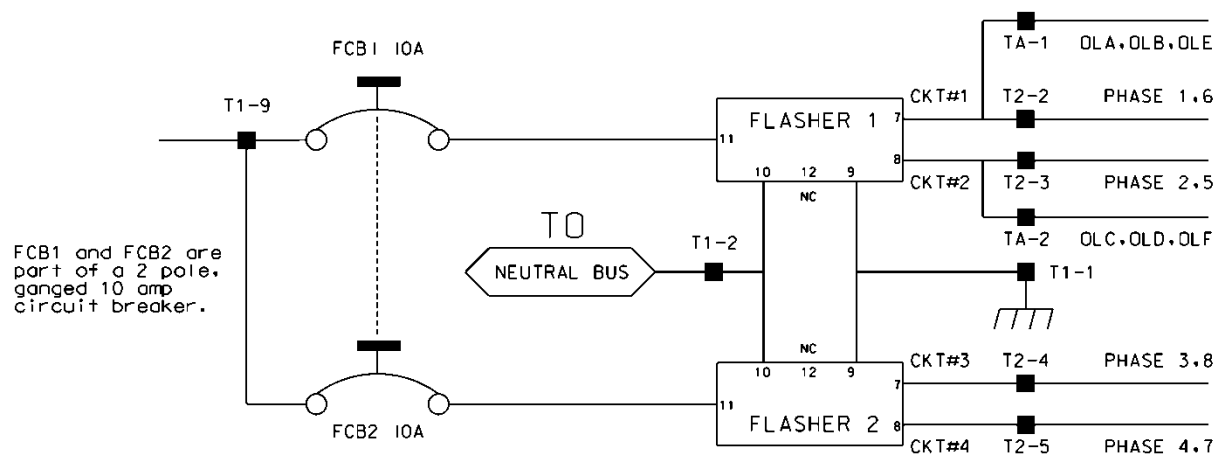 FCB1 10A
T1-9
FLASHER 1
11
7
8
10 12 9
NC
CKT#1
CKT#2
TA-1 OLA.OLB.OLE
T2-2 PHASE 1.6
T2-3 PHASE 2.5
TA-2 OLC.OLD.OLF
TO
NEUTRAL BUS
T1-2
T1-1
FCB1 and FCB2 are
part of a 2 pole,
ganged 10 amp
circuit breaker.
FCB2 10A
NC
10 12 9
11
7
8
FLASHER 2
CKT#3 T2-4 PHASE 3.8
CKT#4 T2-5 PHASE 4.7